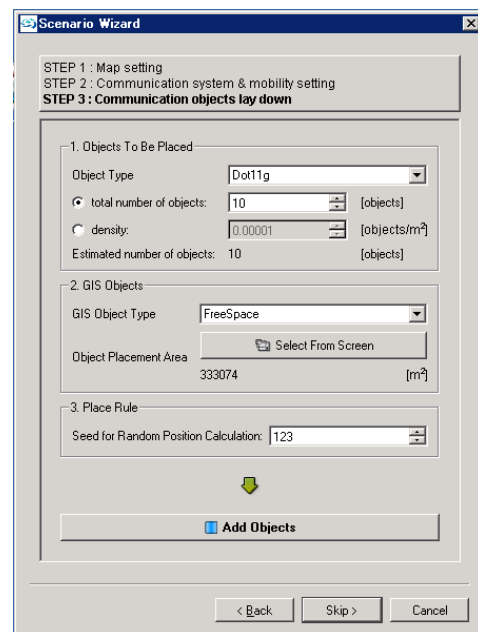 Scenario Wizard
STEP 1 : Map setting
STEP 2 : Communication system & mobility setting
STEP 3 : Communication objects lay down
1. Objects To Be Placed
Object Type Dot11g
total number of objects: 10 [objects]
density: 0.00001 [objects/m²]
Estimated number of objects: 10 [objects]
2. GIS Objects
GIS Object Type FreeSpace
Object Placement Area Select From Screen
333074 [m²]
3. Place Rule
Seed for Random Position Calculation: 123
Add Objects
< Back Skip > Cancel